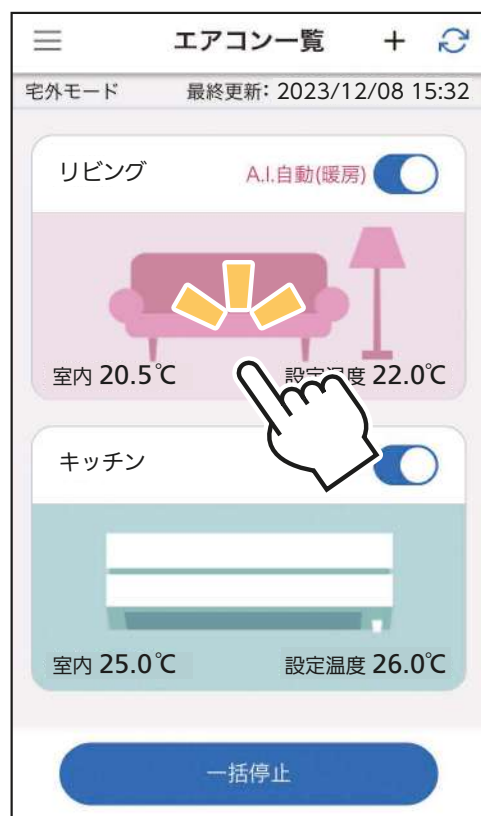 エアコン一覧
宅外モード 最終更新: 2023/12/08 15:32
リビング A.I.自動(暖房)
室内 20.5℃ 設定温度 22.0℃
キッチン
室内 25.0℃ 設定温度 26.0℃
一括停止